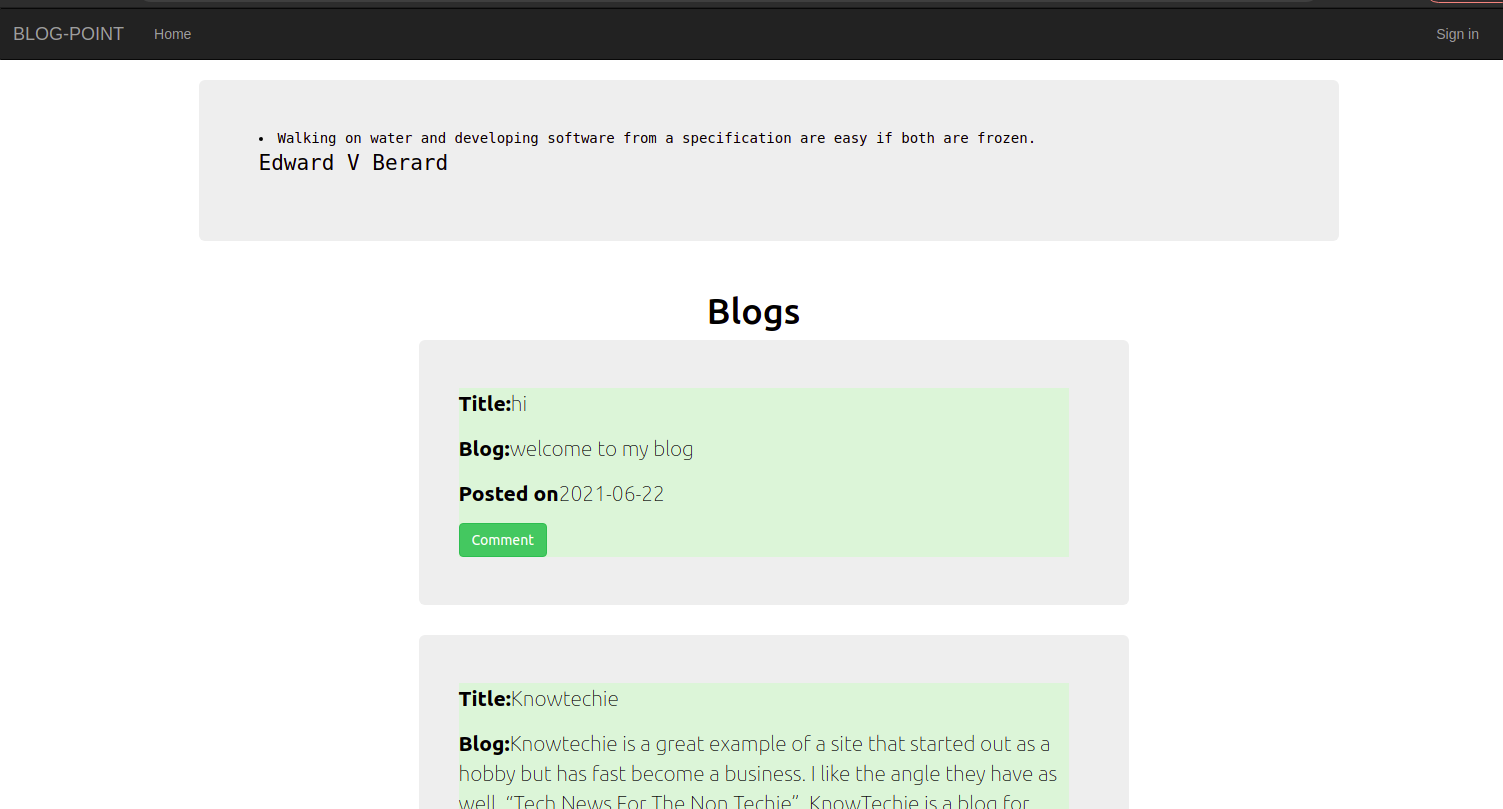 BLOG-POINT Home Sign in
• Walking on water and developing software from a specification are easy if both are frozen.
Edward V Berard
Blogs
Title:hi
Blog:welcome to my blog
Posted on2021-06-22
Comment
Title:Knowtechie
Blog:Knowtechie is a great example of a site that started out as a
hobby but has fast become a business. I like the angle they have as
well, “Tech News For The Non Techie”. KnowTechie is a blog for